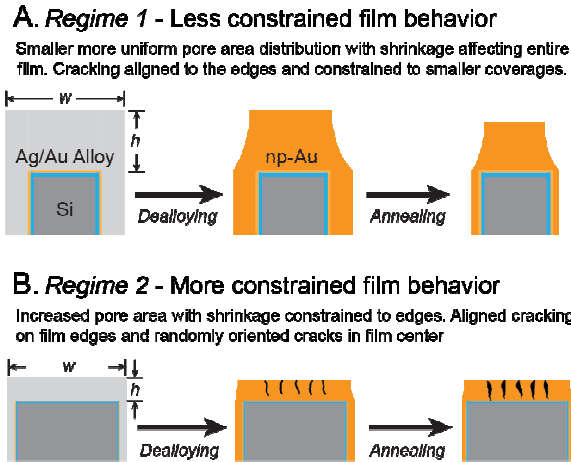 A. Regime 1 - Less constrained film behavior
Smaller more uniform pore area distribution with shrinkage affecting entire
film. Cracking aligned to the edges and constrained to smaller coverages.
w
h
Ag/Au Alloy
Si
Dealloying
np-Au
Annealing
B. Regime 2 - More constrained film behavior
Increased pore area with shrinkage constrained to edges. Aligned cracking
on film edges and randomly oriented cracks in film center
w
h
Dealloying
Annealing